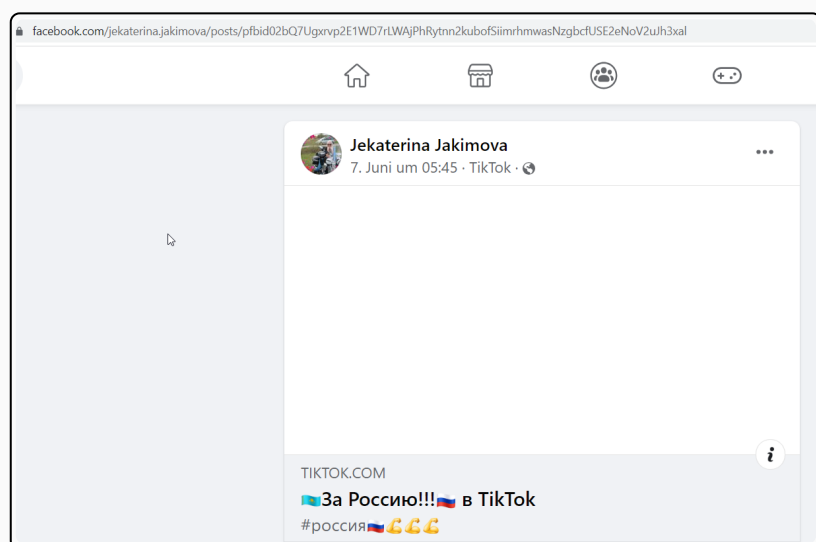 facebook.com/jekaterina.jakimova/posts/pfbid02bQ7Ugxrvp2E1WD7rLWAjPhRytnn2kubofSiimrhmwasNzgbcfUSE2eNoV2uJh3xal
Jekaterina Jakimova
7. Juni um 05:45 · TikTok ·
TIKTOK.COM
🇰🇿За Россию!!!🇷🇺 в TikTok
#россия🇷🇺💪💪💪